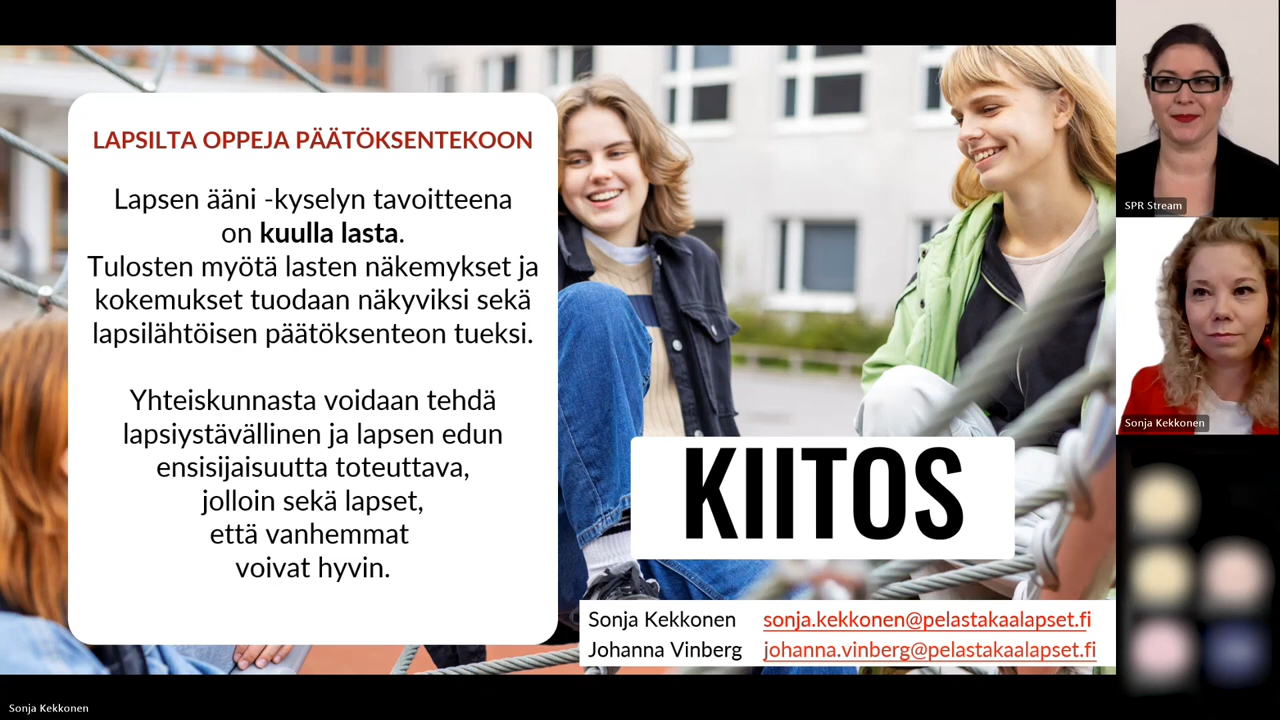 LAPSILTA OPPEJA PÄÄTÖKSENTEKOON
Lapsen ääni -kyselyn tavoitteena
on kuulla lasta.
Tulosten myötä lasten näkemykset ja
kokemukset tuodaan näkyviksi sekä
lapsilähtöisen päätöksenteon tueksi.
Yhteiskunnasta voidaan tehdä
lapsiystävällinen ja lapsen edun
ensisijaisuutta toteuttava,
jolloin sekä lapset,
että vanhemmat
voivat hyvin.
KIITOS
Sonja Kekkonen sonja.kekkonen@pelastakaalapset.fi
Johanna Vinberg johanna.vinberg@pelastakaalapset.fi
SPR Stream
Sonja Kekkonen
Sonja Kekkonen